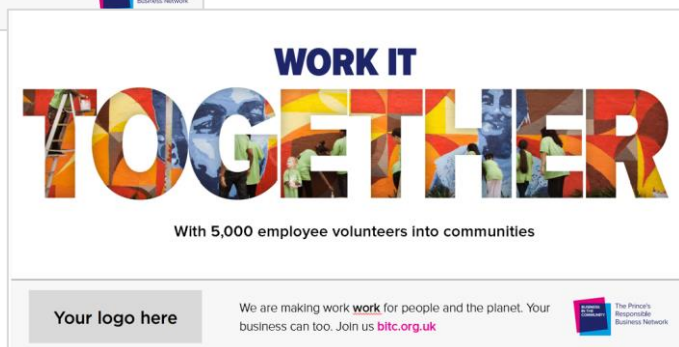 Business Network
WORK IT
TOGETHER
With 5,000 employee volunteers into communities
Your logo here
We are making work work for people and the planet. Your
business can too. Join us bitc.org.uk
BUSINESS
IN THE
COMMUNITY
The Prince's
Responsible
Business Network